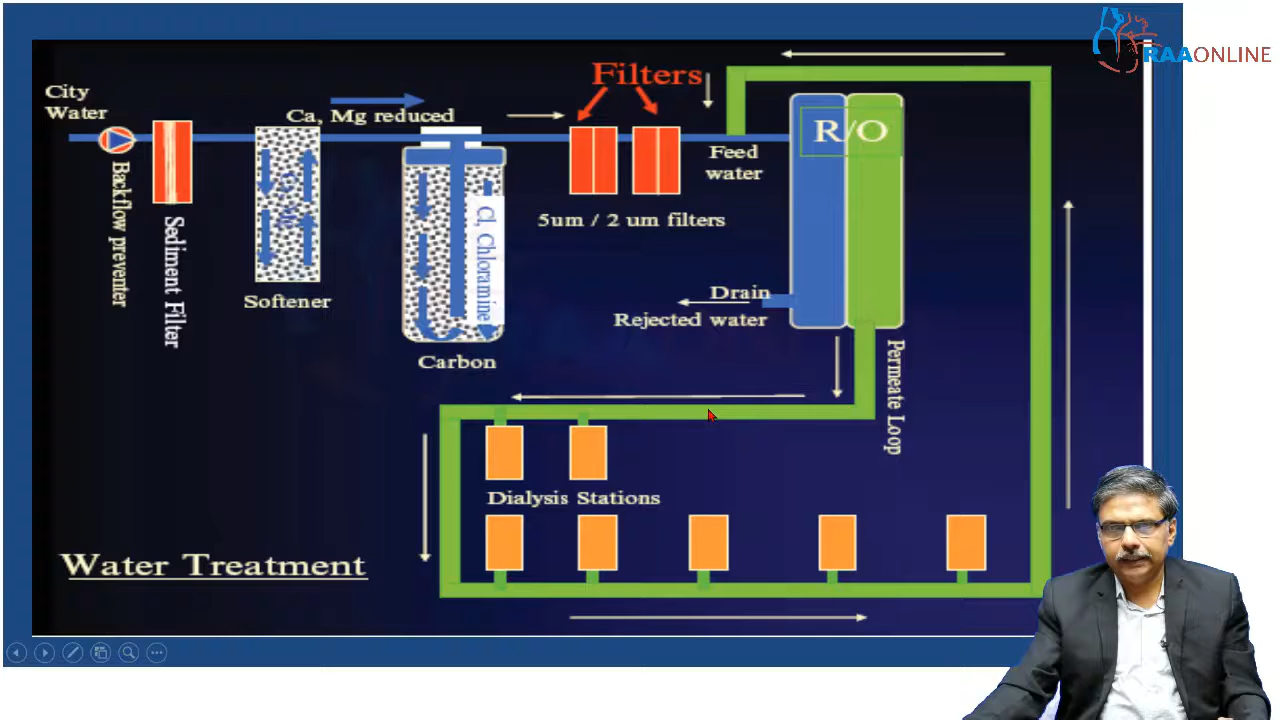 RAAONLINE
City
Water
Ca, Mg reduced
Filters
R/O
Feed
water
Backflow preventer
Sediment Filter
Cl, Chloramine
5um / 2 um filters
Softener
Carbon
Drain
Rejected water
Permeate Loop
Dialysis Stations
Water Treatment